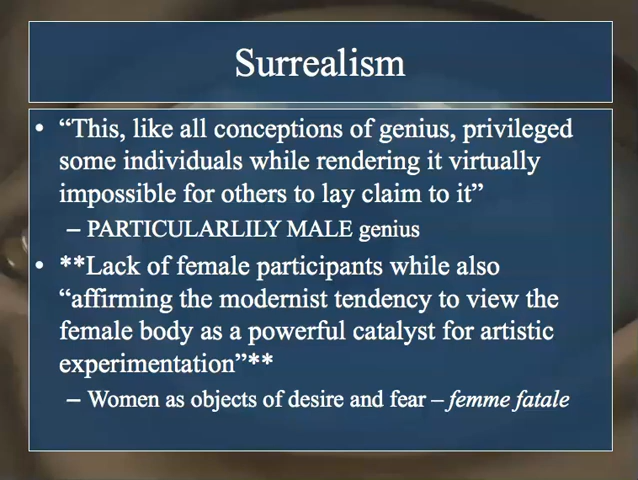 Surrealism
• “This, like all conceptions of genius, privileged
some individuals while rendering it virtually
impossible for others to lay claim to it”
– PARTICULARLILY MALE genius
• **Lack of female participants while also
“affirming the modernist tendency to view the
female body as a powerful catalyst for artistic
experimentation”**
– Women as objects of desire and fear – femme fatale